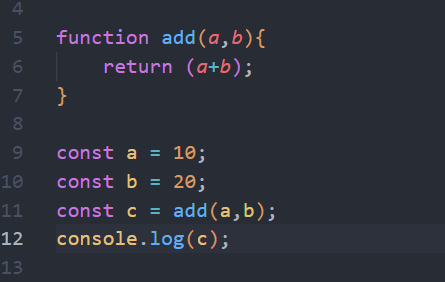 4
5 function add(a,b){
6     return (a+b);
7 }
8
9 const a = 10;
10 const b = 20;
11 const c = add(a,b);
12 console.log(c);
13